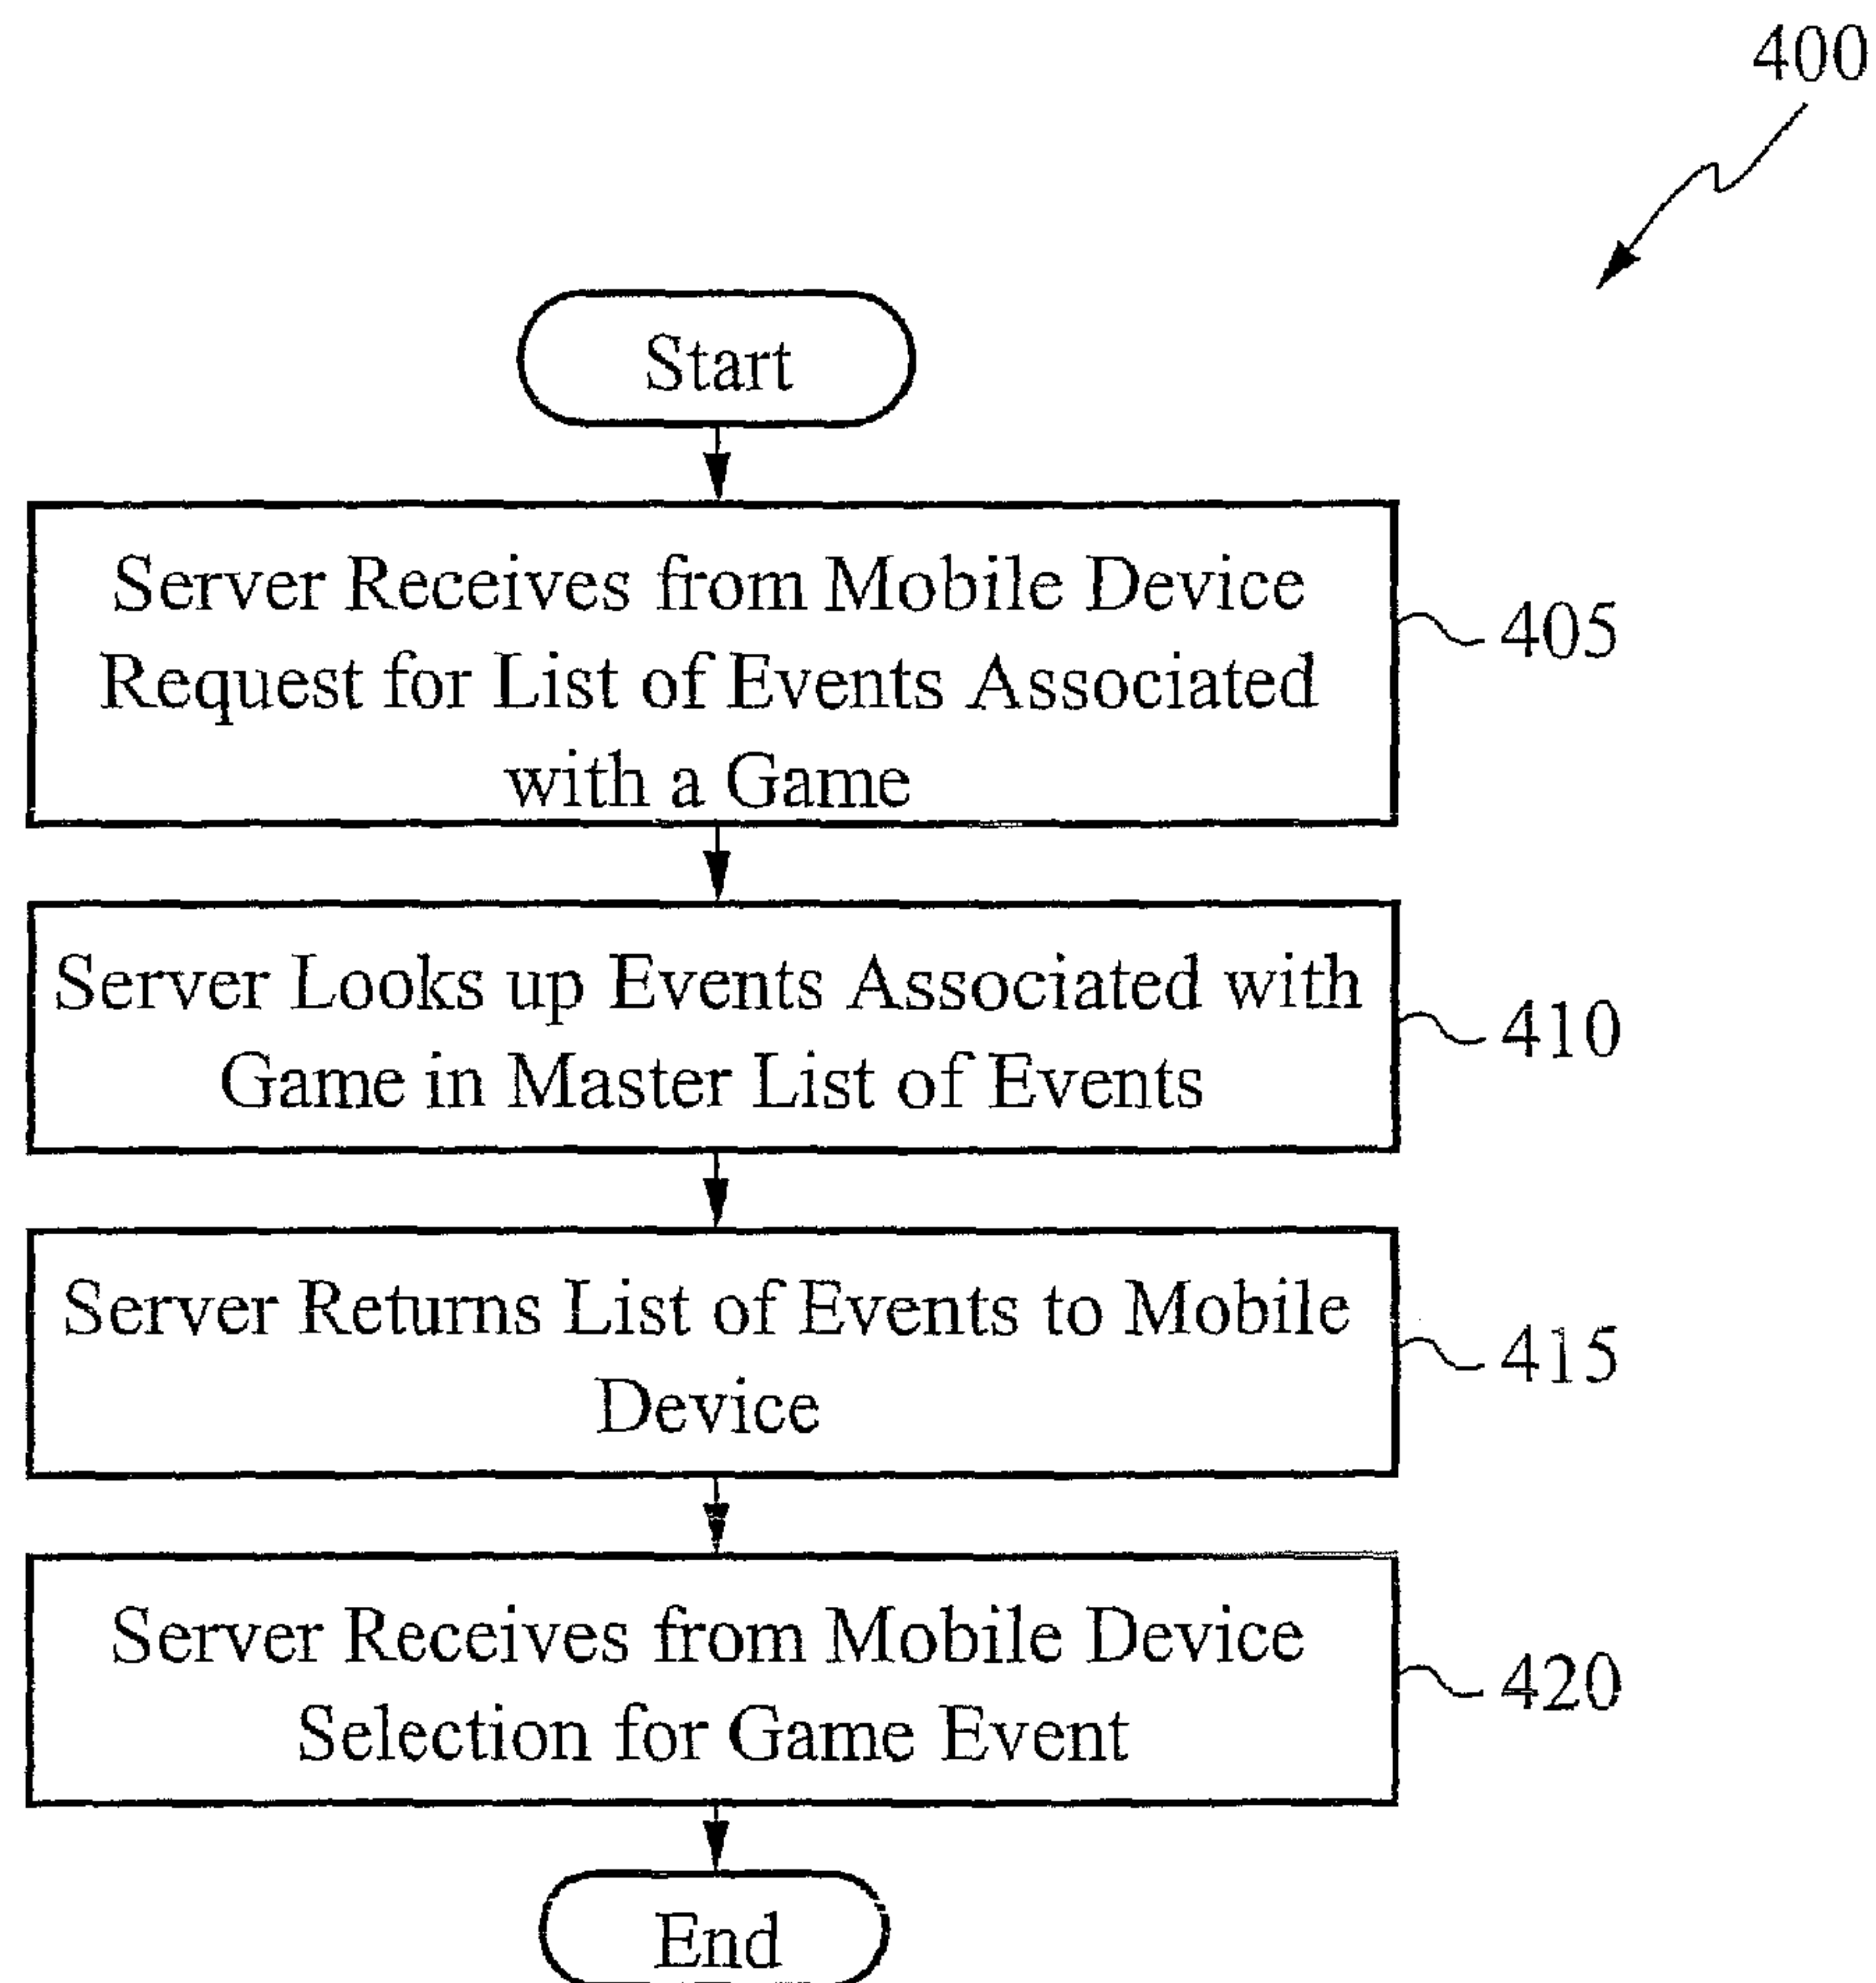 400
Start
Server Receives from Mobile Device
Request for List of Events Associated
with a Game
405
Server Looks up Events Associated with
Game in Master List of Events
410
Server Returns List of Events to Mobile
Device
415
Server Receives from Mobile Device
Selection for Game Event
420
End